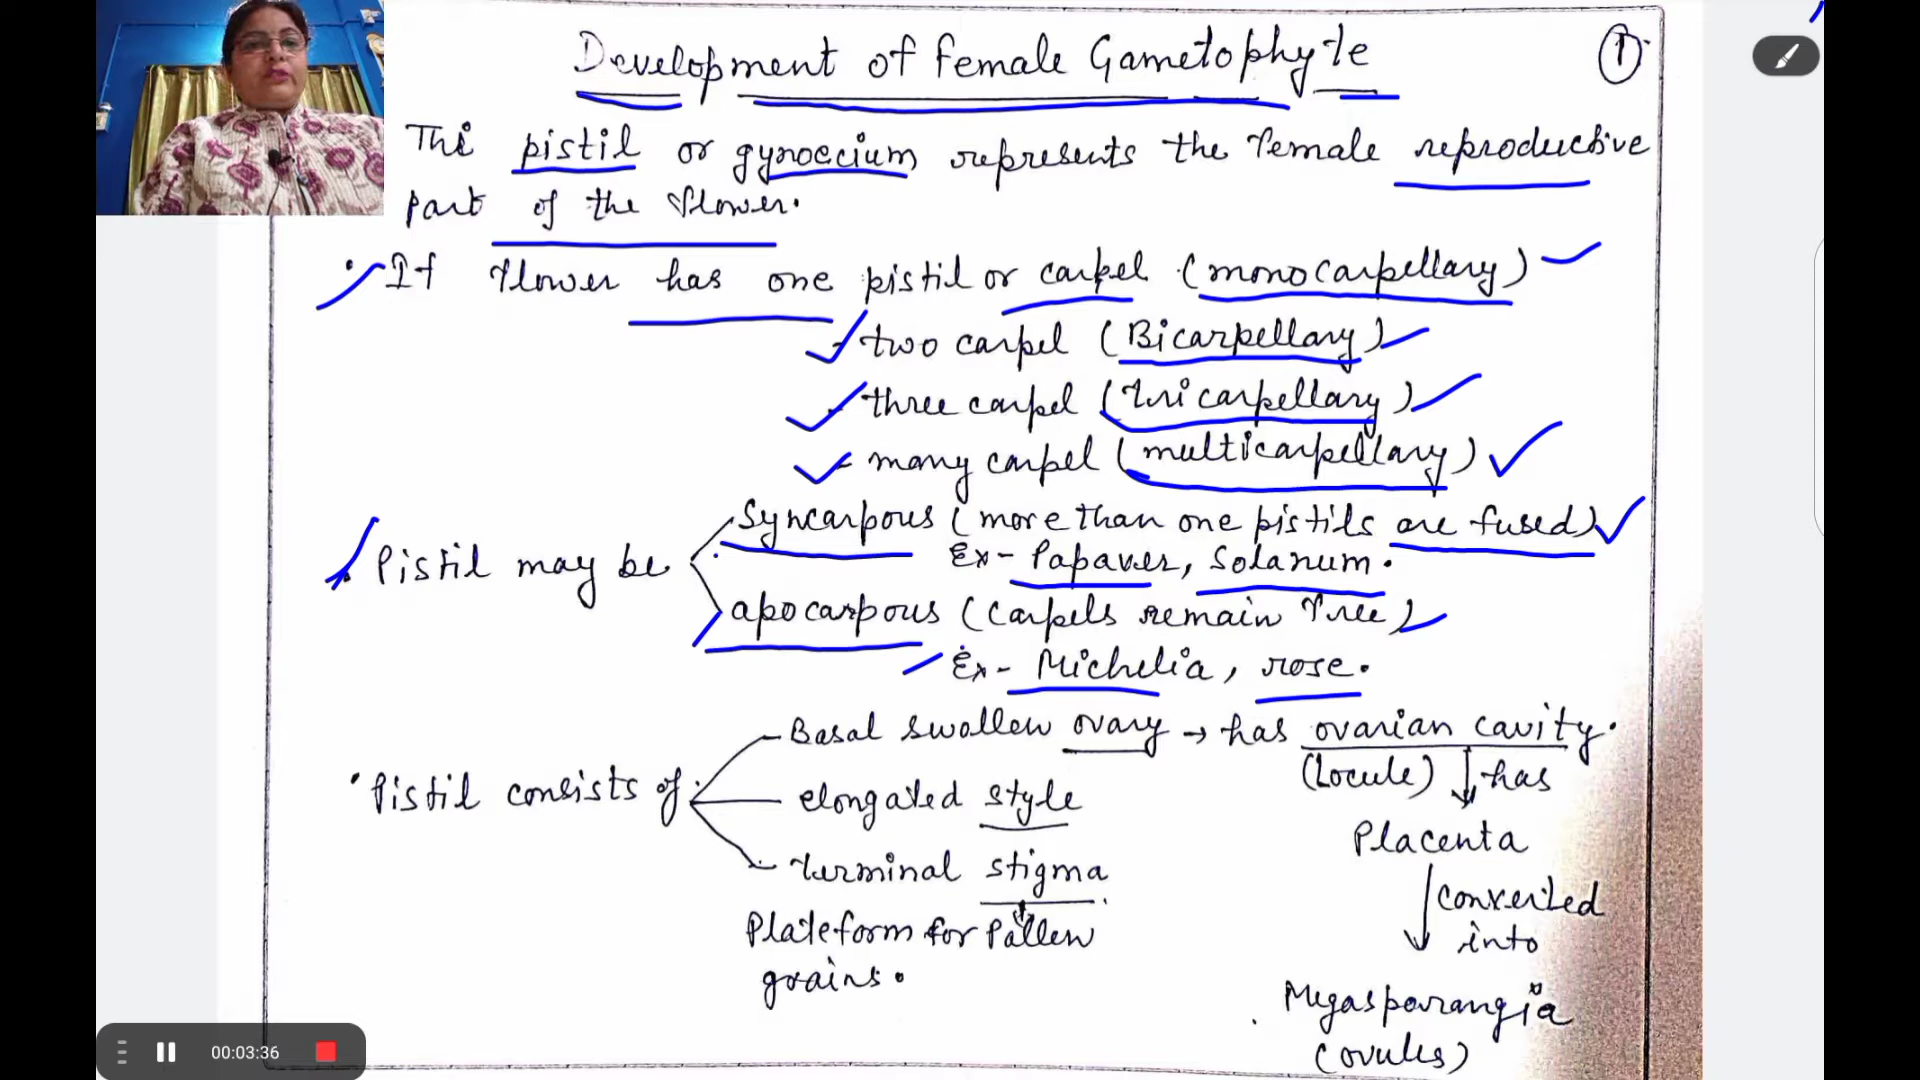 Development of Female Gametophyte
1
The pistil or gynoecium represents the female reproductive
part of the flower.
• If flower has one pistil or carpel (monocarpellary)
- two carpel (Bicarpellary)
- three carpel (Tricarpellary)
- many carpel (multicarpellary)
Syncarpous (more than one pistils are fused)
Ex- Papaver, Solanum.
• Pistil may be
apocarpous (Carpels remain free)
Ex- Michelia, rose.
- Basal swollen ovary → has ovarian cavity.
(Locule) ↓ has
• Pistil consists of
elongated style
Placenta
- Terminal stigma
↓ converted
into
Plateform for Pollen
grains.
Megasporangia
(ovules)
00:03:36